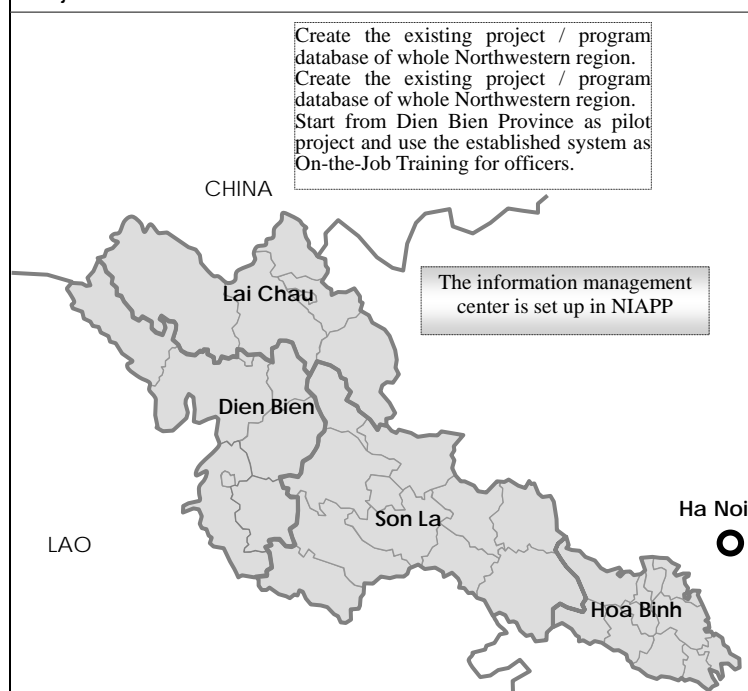 Create the existing project / program
database of whole Northwestern region.
Create the existing project / program
database of whole Northwestern region.
Start from Dien Bien Province as pilot
project and use the established system as
On-the-Job Training for officers.
CHINA
The information management
center is set up in NIAPP
Lai Chau
Dien Bien
Son La
Ha Noi
LAO
Hoa Binh